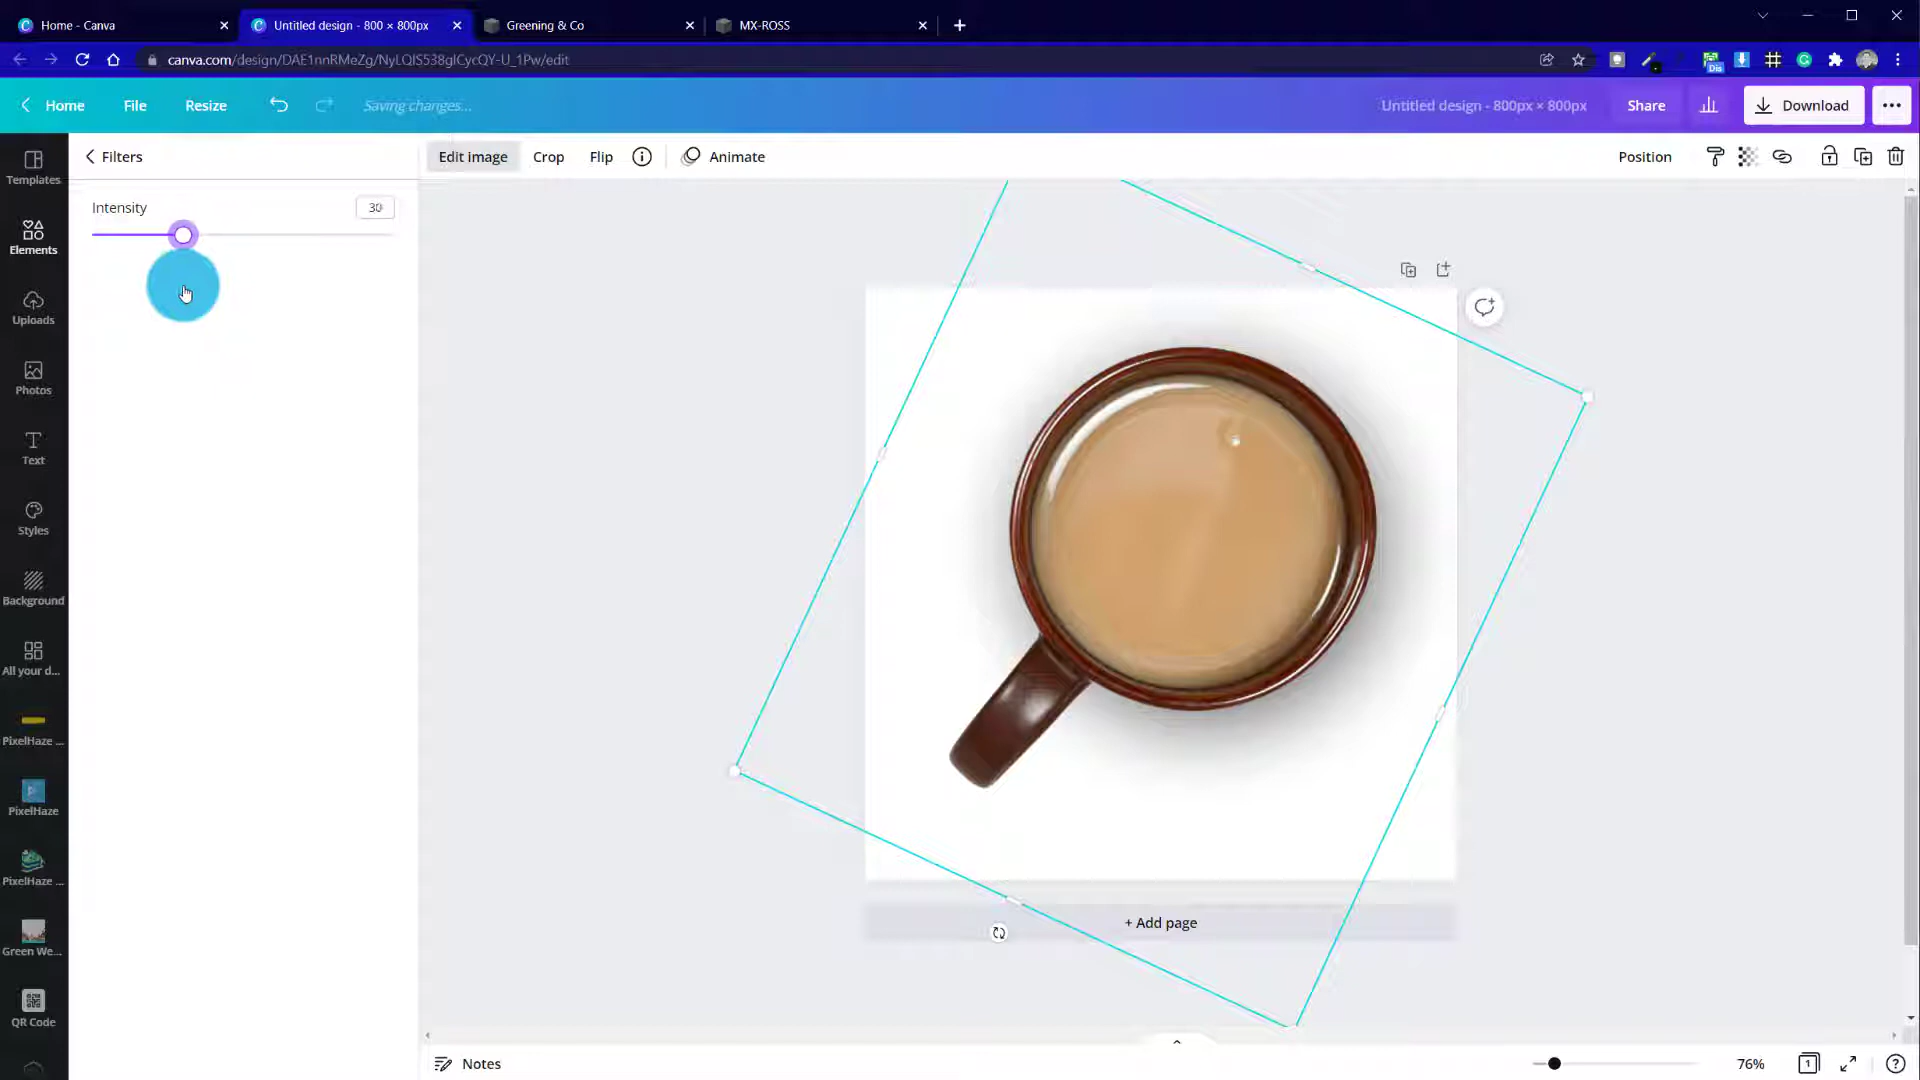 Home - Canva
Untitled design - 800 × 800px
Greening & Co
MX-ROSS
canva.com/design/DAE1nnRMeZg/NyLQIS538gICycQY-U_1Pw/edit
Dis
Home
File
Resize
Saving changes...
Untitled design - 800px × 800px
Share
Download
Templates
Elements
Uploads
Photos
Text
Styles
Background
All your d...
PixelHaze ...
PixelHaze
PixelHaze ...
Green We...
QR Code
Filters
Intensity
30
Edit image
Crop
Flip
Animate
Position
+ Add page
Notes
76%
1